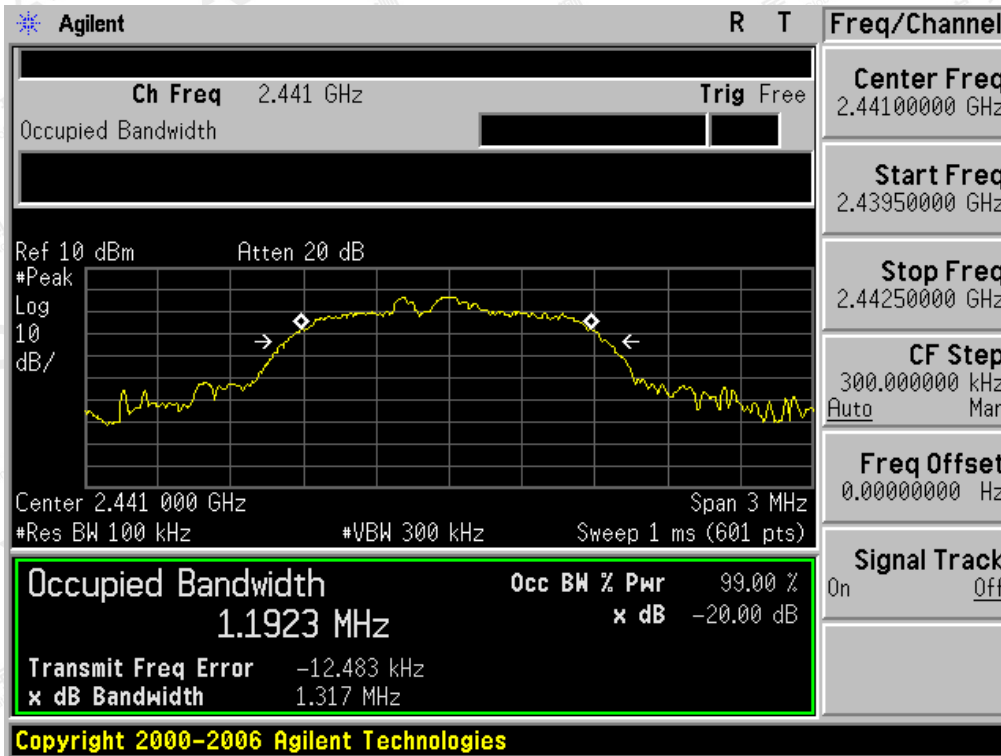 Agilent R T
Ch Freq 2.441 GHz Trig Free
Occupied Bandwidth
Ref 10 dBm Atten 20 dB
#Peak
Log
10
dB/
Center 2.441 000 GHz Span 3 MHz
#Res BW 100 kHz #VBW 300 kHz Sweep 1 ms (601 pts)
Occupied Bandwidth
1.1923 MHz
Occ BW % Pwr 99.00 %
x dB -20.00 dB
Transmit Freq Error -12.483 kHz
x dB Bandwidth 1.317 MHz
Copyright 2000-2006 Agilent Technologies
Freq/Channel
Center Freq
2.44100000 GHz
Start Freq
2.43950000 GHz
Stop Freq
2.44250000 GHz
CF Step
300.000000 kHz
Auto Man
Freq Offset
0.00000000 Hz
Signal Track
On Off